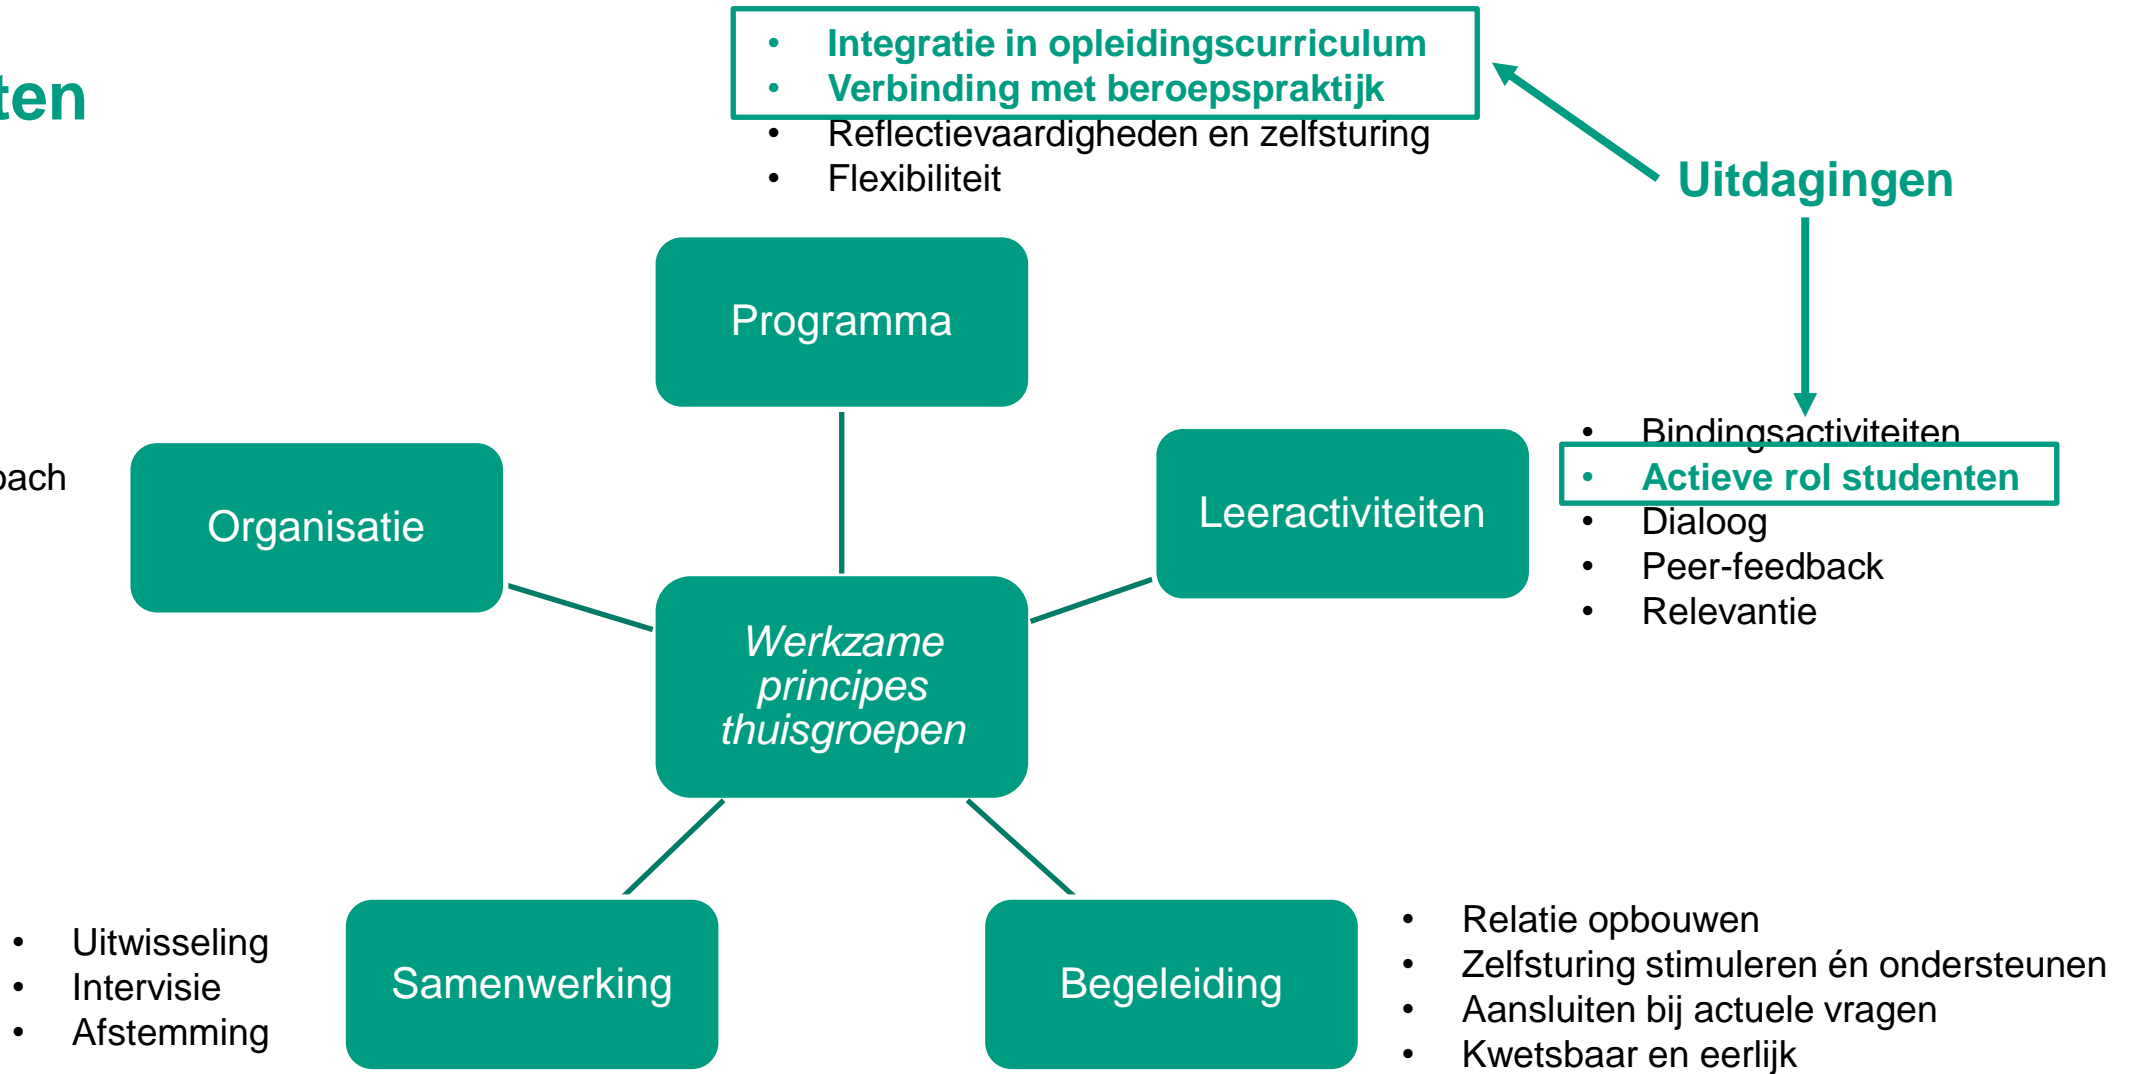 ten
• Integratie in opleidingscurriculum
• Verbinding met beroepspraktijk
• Reflectievaardigheden en zelfsturing
• Flexibiliteit
Uitdagingen
Programma
• Bindingsactiviteiten
• Actieve rol studenten
• Dialoog
• Peer-feedback
• Relevantie
Leeractiviteiten
oach
Organisatie
Werkzame
principes
thuisgroepen
• Uitwisseling
• Intervisie
• Afstemming
Samenwerking
Begeleiding
• Relatie opbouwen
• Zelfsturing stimuleren én ondersteunen
• Aansluiten bij actuele vragen
• Kwetsbaar en eerlijk